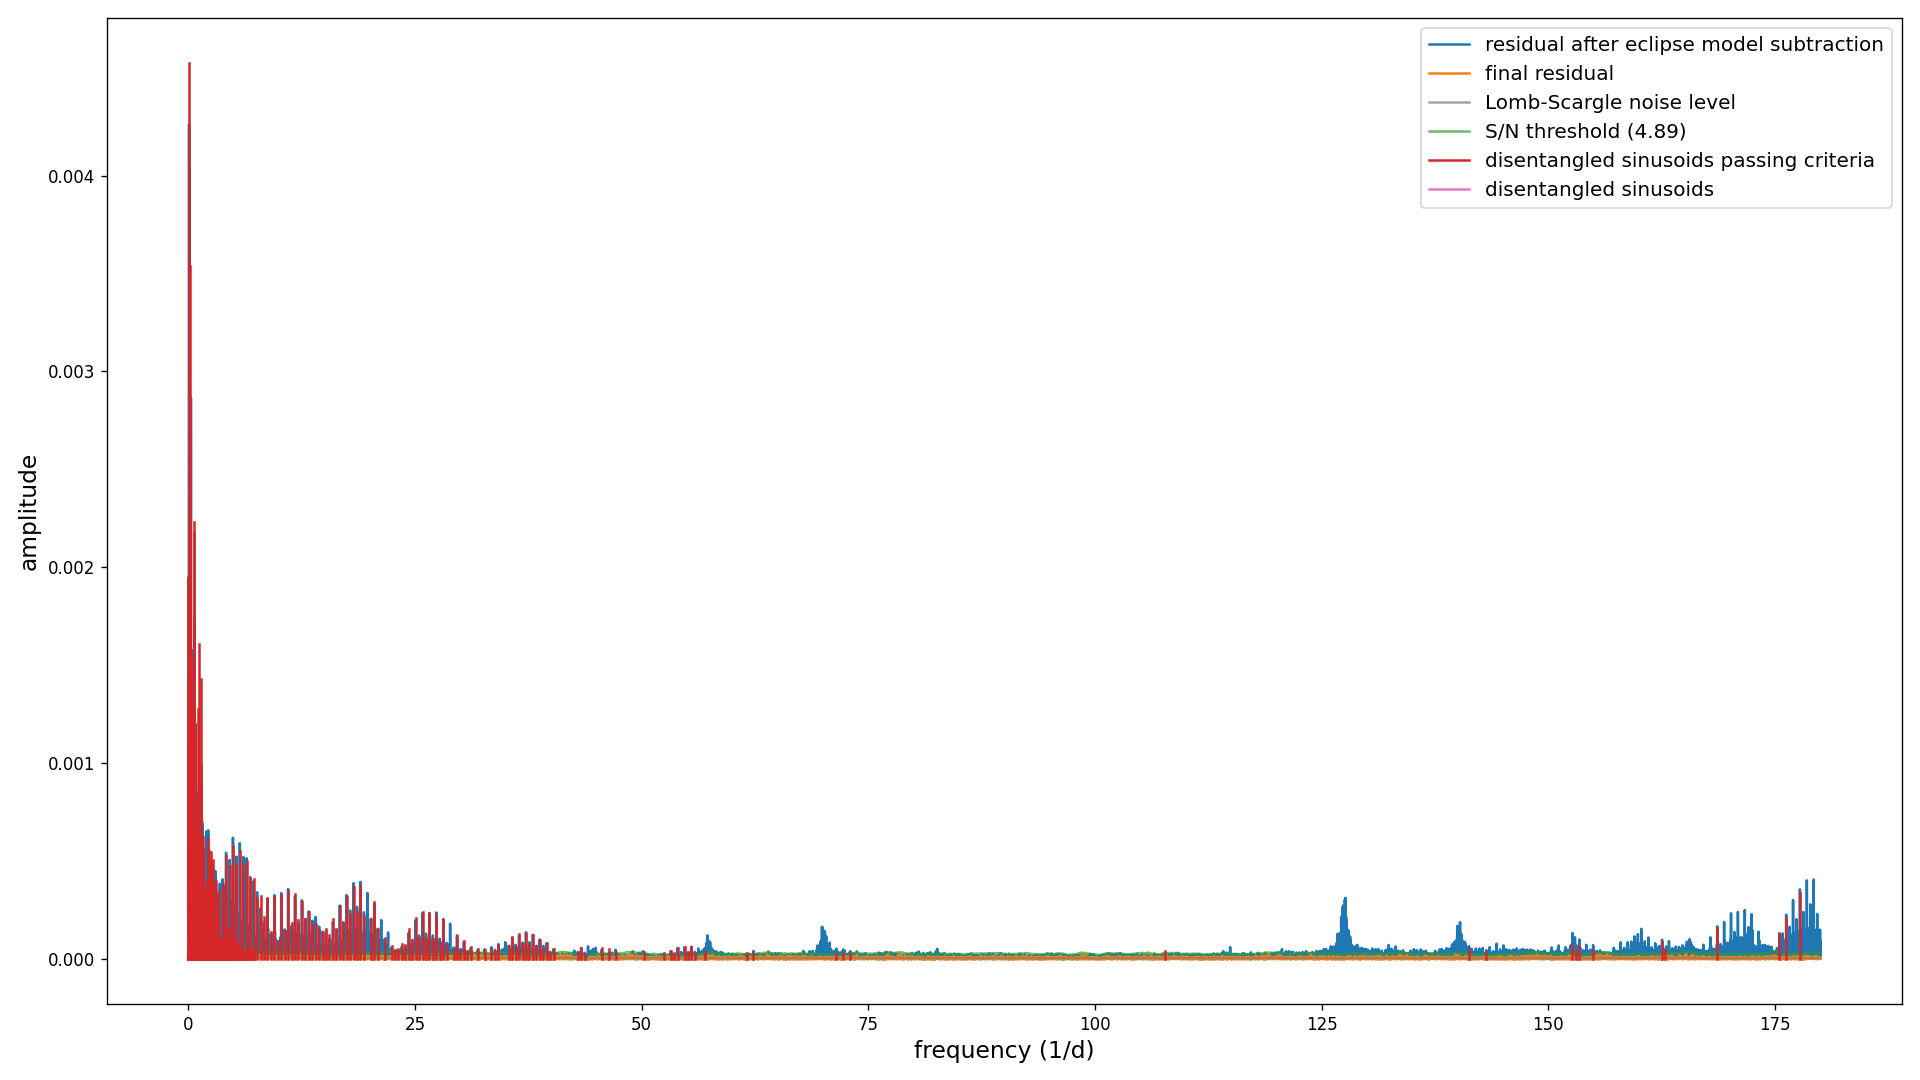 residual after eclipse model subtraction
final residual
Lomb-Scargle noise level
S/N threshold (4.89)
disentangled sinusoids passing criteria
disentangled sinusoids
amplitude
0.004
0.003
0.002
0.001
0.000
0 25 50 75 100 125 150 175
frequency (1/d)